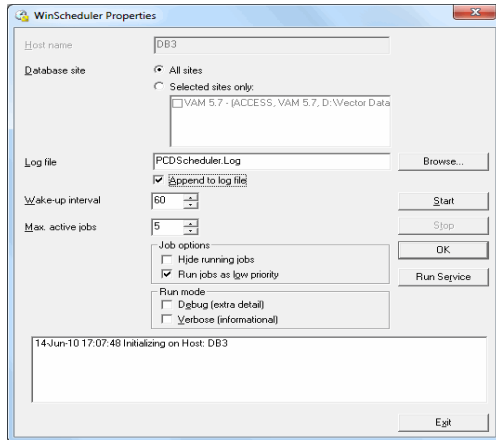 WinScheduler Properties
Host name DB3
Database site All sites
Selected sites only:
VAM 5.7 - (ACCESS, VAM 5.7, D:\Vector Data
Log file PCDScheduler.Log Browse...
Append to log file
Wake-up interval 60 Start
Max. active jobs 5 Stop
Job options OK
Hide running jobs
Run jobs as low priority Run Service
Run mode
Debug (extra detail)
Verbose (informational)
14-Jun-10 17:07:48 Initializing on Host: DB3
Exit